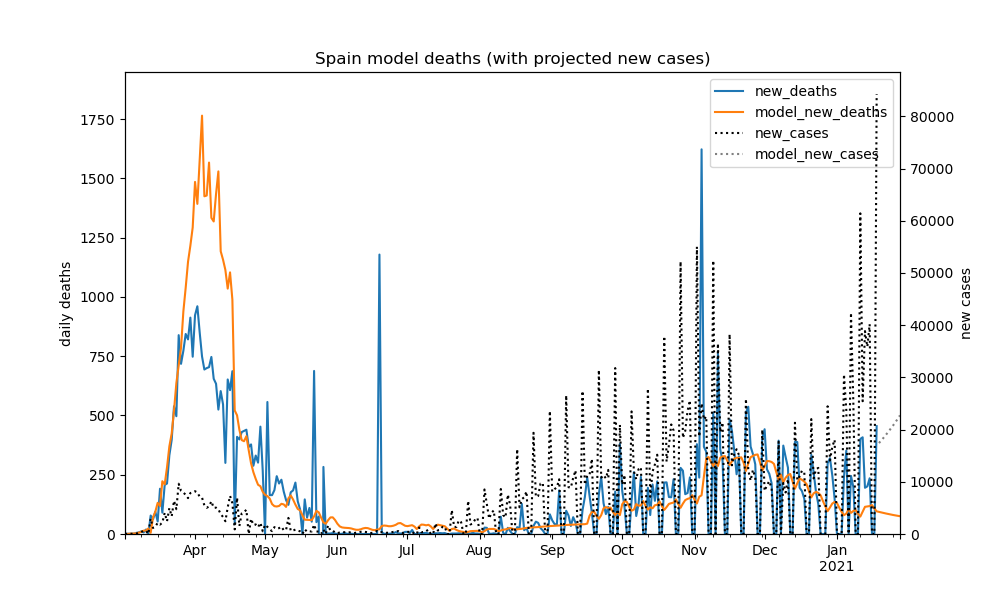 Spain model deaths (with projected new cases)
new_deaths
model_new_deaths
new_cases
model_new_cases
daily deaths
new cases
1750
1500
1250
1000
750
500
250
0
80000
70000
60000
50000
40000
30000
20000
10000
0
Apr May Jun Jul Aug Sep Oct Nov Dec Jan
2021